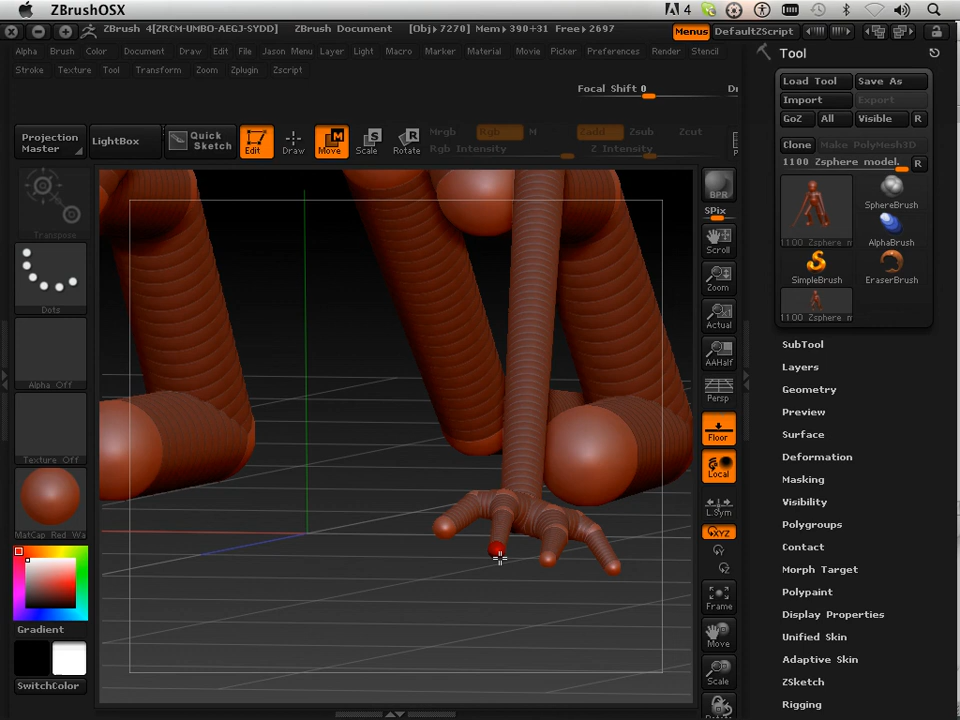 ZBrushOSX
4
ZBrush 4[ZRCM-UMBO-AEGJ-SYDD] ZBrush Document [Obj▸7270] Mem▸390+31 Free▸2697 Menus DefaultZScript
Alpha Brush Color Document Draw Edit File Jason Menu Layer Light Macro Marker Material Movie Picker Preferences Render Stencil
Stroke Texture Tool Transform Zoom Zplugin Zscript
Focal Shift 0
Dr
Projection Master
LightBox
Quick Sketch
Edit Draw Move Scale Rotate
Mrgb Rgb M Zadd Zsub Zcut
Rgb Intensity Z Intensity
Transpose
Dots
Alpha Off
Texture Off
MatCap Red Wa
Gradient
SwitchColor
BPR
SPix
Scroll
Zoom
Actual
AAHalf
Persp
Floor
Local
L.Sym
XYZ
Frame
Move
Scale
Tool
Load Tool Save As
Import Export
GoZ All Visible R
Clone Make PolyMesh3D
1100 Zsphere model. R
SphereBrush
1100 Zsphere m AlphaBrush
SimpleBrush EraserBrush
1100 Zsphere m
SubTool
Layers
Geometry
Preview
Surface
Deformation
Masking
Visibility
Polygroups
Contact
Morph Target
Polypaint
Display Properties
Unified Skin
Adaptive Skin
ZSketch
Rigging